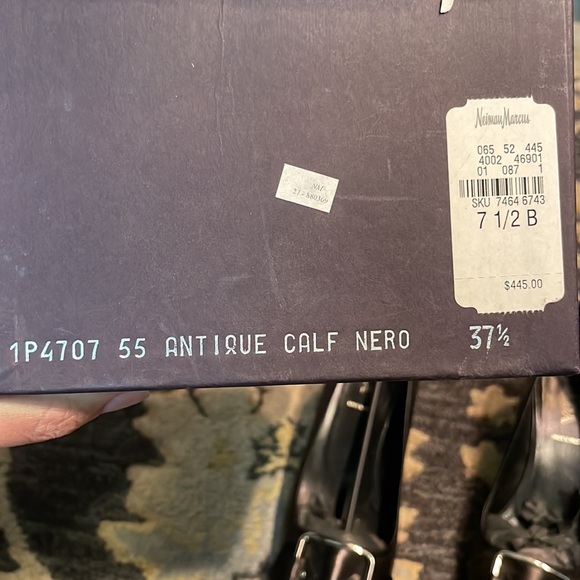 Neiman Marcus
065 52 445
4002 46901
01 087 1
SKU 7464 6743
7 1/2 B
$445.00
NM
1P4707 55 ANTIQUE CALF NERO 37½